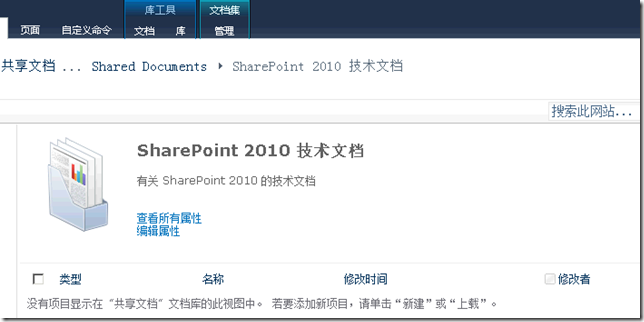 库工具 文档集
页面 自定义命令 文档 库 管理
共享文档 ... Shared Documents ▸ SharePoint 2010 技术文档
搜索此网站...
SharePoint 2010 技术文档
有关 SharePoint 2010 的技术文档
查看所有属性
编辑属性
类型 名称 修改时间 修改者
没有项目显示在“共享文档”文档库的此视图中。 若要添加新项目，请单击“新建”或“上载”。